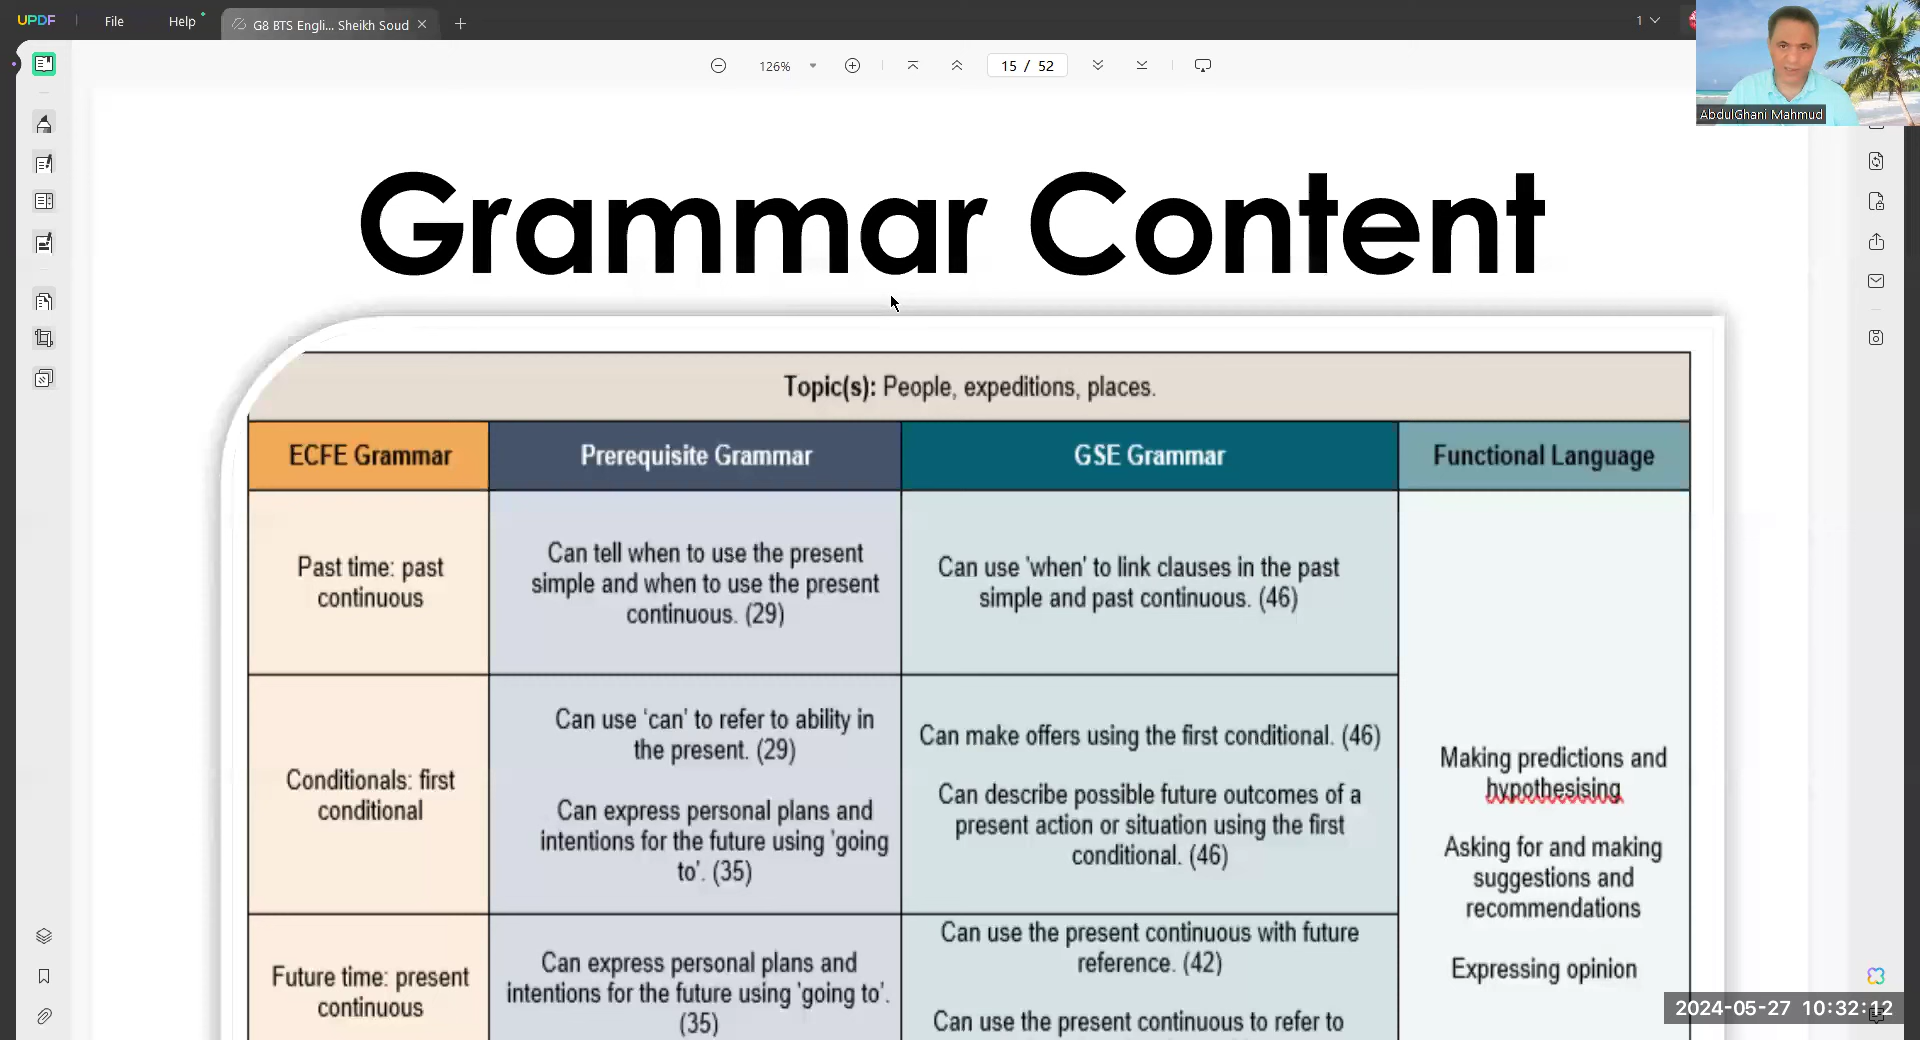 UPDF
File
Help
G8 BTS Engli... Sheikh Soud
1
126%
15 / 52
AbdulGhani Mahmud
Grammar Content
Topic(s): People, expeditions, places.
ECFE Grammar
Prerequisite Grammar
GSE Grammar
Functional Language
Past time: past
continuous
Can tell when to use the present
simple and when to use the present
continuous. (29)
Can use 'when' to link clauses in the past
simple and past continuous. (46)
Conditionals: first
conditional
Can use ‘can’ to refer to ability in
the present. (29)
Can express personal plans and
intentions for the future using 'going
to'. (35)
Can make offers using the first conditional. (46)
Can describe possible future outcomes of a
present action or situation using the first
conditional. (46)
Making predictions and
hypothesising
Asking for and making
suggestions and
recommendations
Expressing opinion
Future time: present
continuous
Can express personal plans and
intentions for the future using 'going to'.
(35)
Can use the present continuous with future
reference. (42)
Can use the present continuous to refer to
2024-05-27 10:32:12